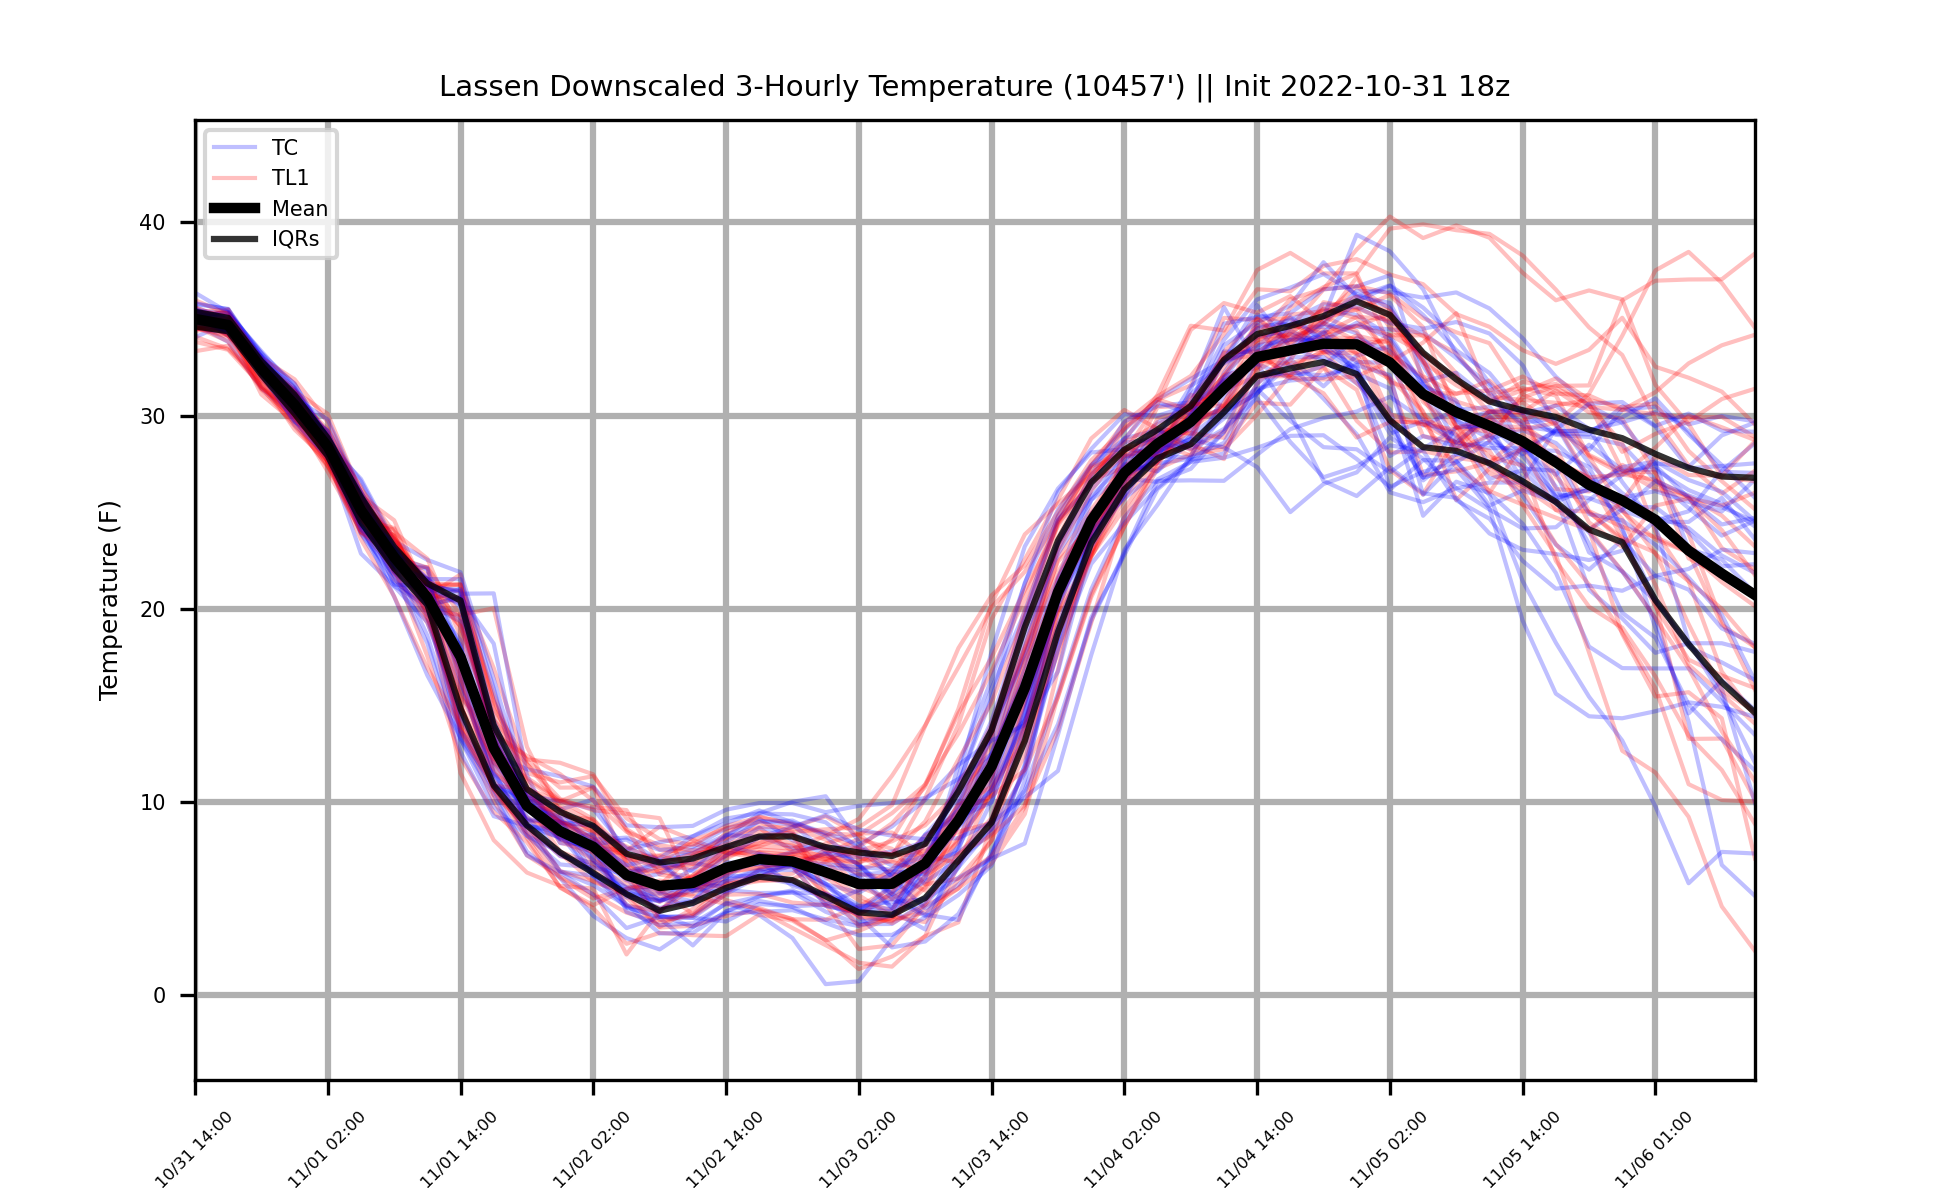 Lassen Downscaled 3-Hourly Temperature (10457') || Init 2022-10-31 18z
TC
TL1
Mean
IQRs
Temperature (F)
40
30
20
10
0
10/31 14:00
11/01 02:00
11/01 14:00
11/02 02:00
11/02 14:00
11/03 02:00
11/03 14:00
11/04 02:00
11/04 14:00
11/05 02:00
11/05 14:00
11/06 01:00